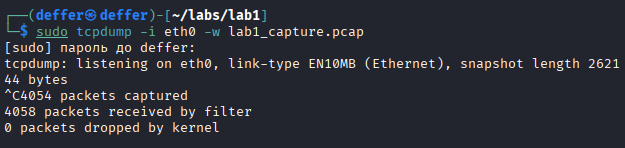 ┌──(deffer㉿deffer)-[~/labs/lab1]
└─$ sudo tcpdump -i eth0 -w lab1_capture.pcap
[sudo] пароль до deffer:
tcpdump: listening on eth0, link-type EN10MB (Ethernet), snapshot length 2621
44 bytes
^C4054 packets captured
4058 packets received by filter
0 packets dropped by kernel